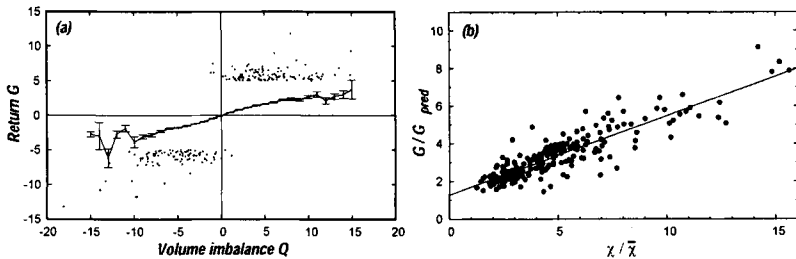 (a)
Return G
15
10
5
0
-5
-10
-15
-20 -15 -10 -5 0 5 10 15 20
Volume imbalance Q
(b)
G / G pred
10
8
6
4
2
0
0 5 10 15
χ / χ̄